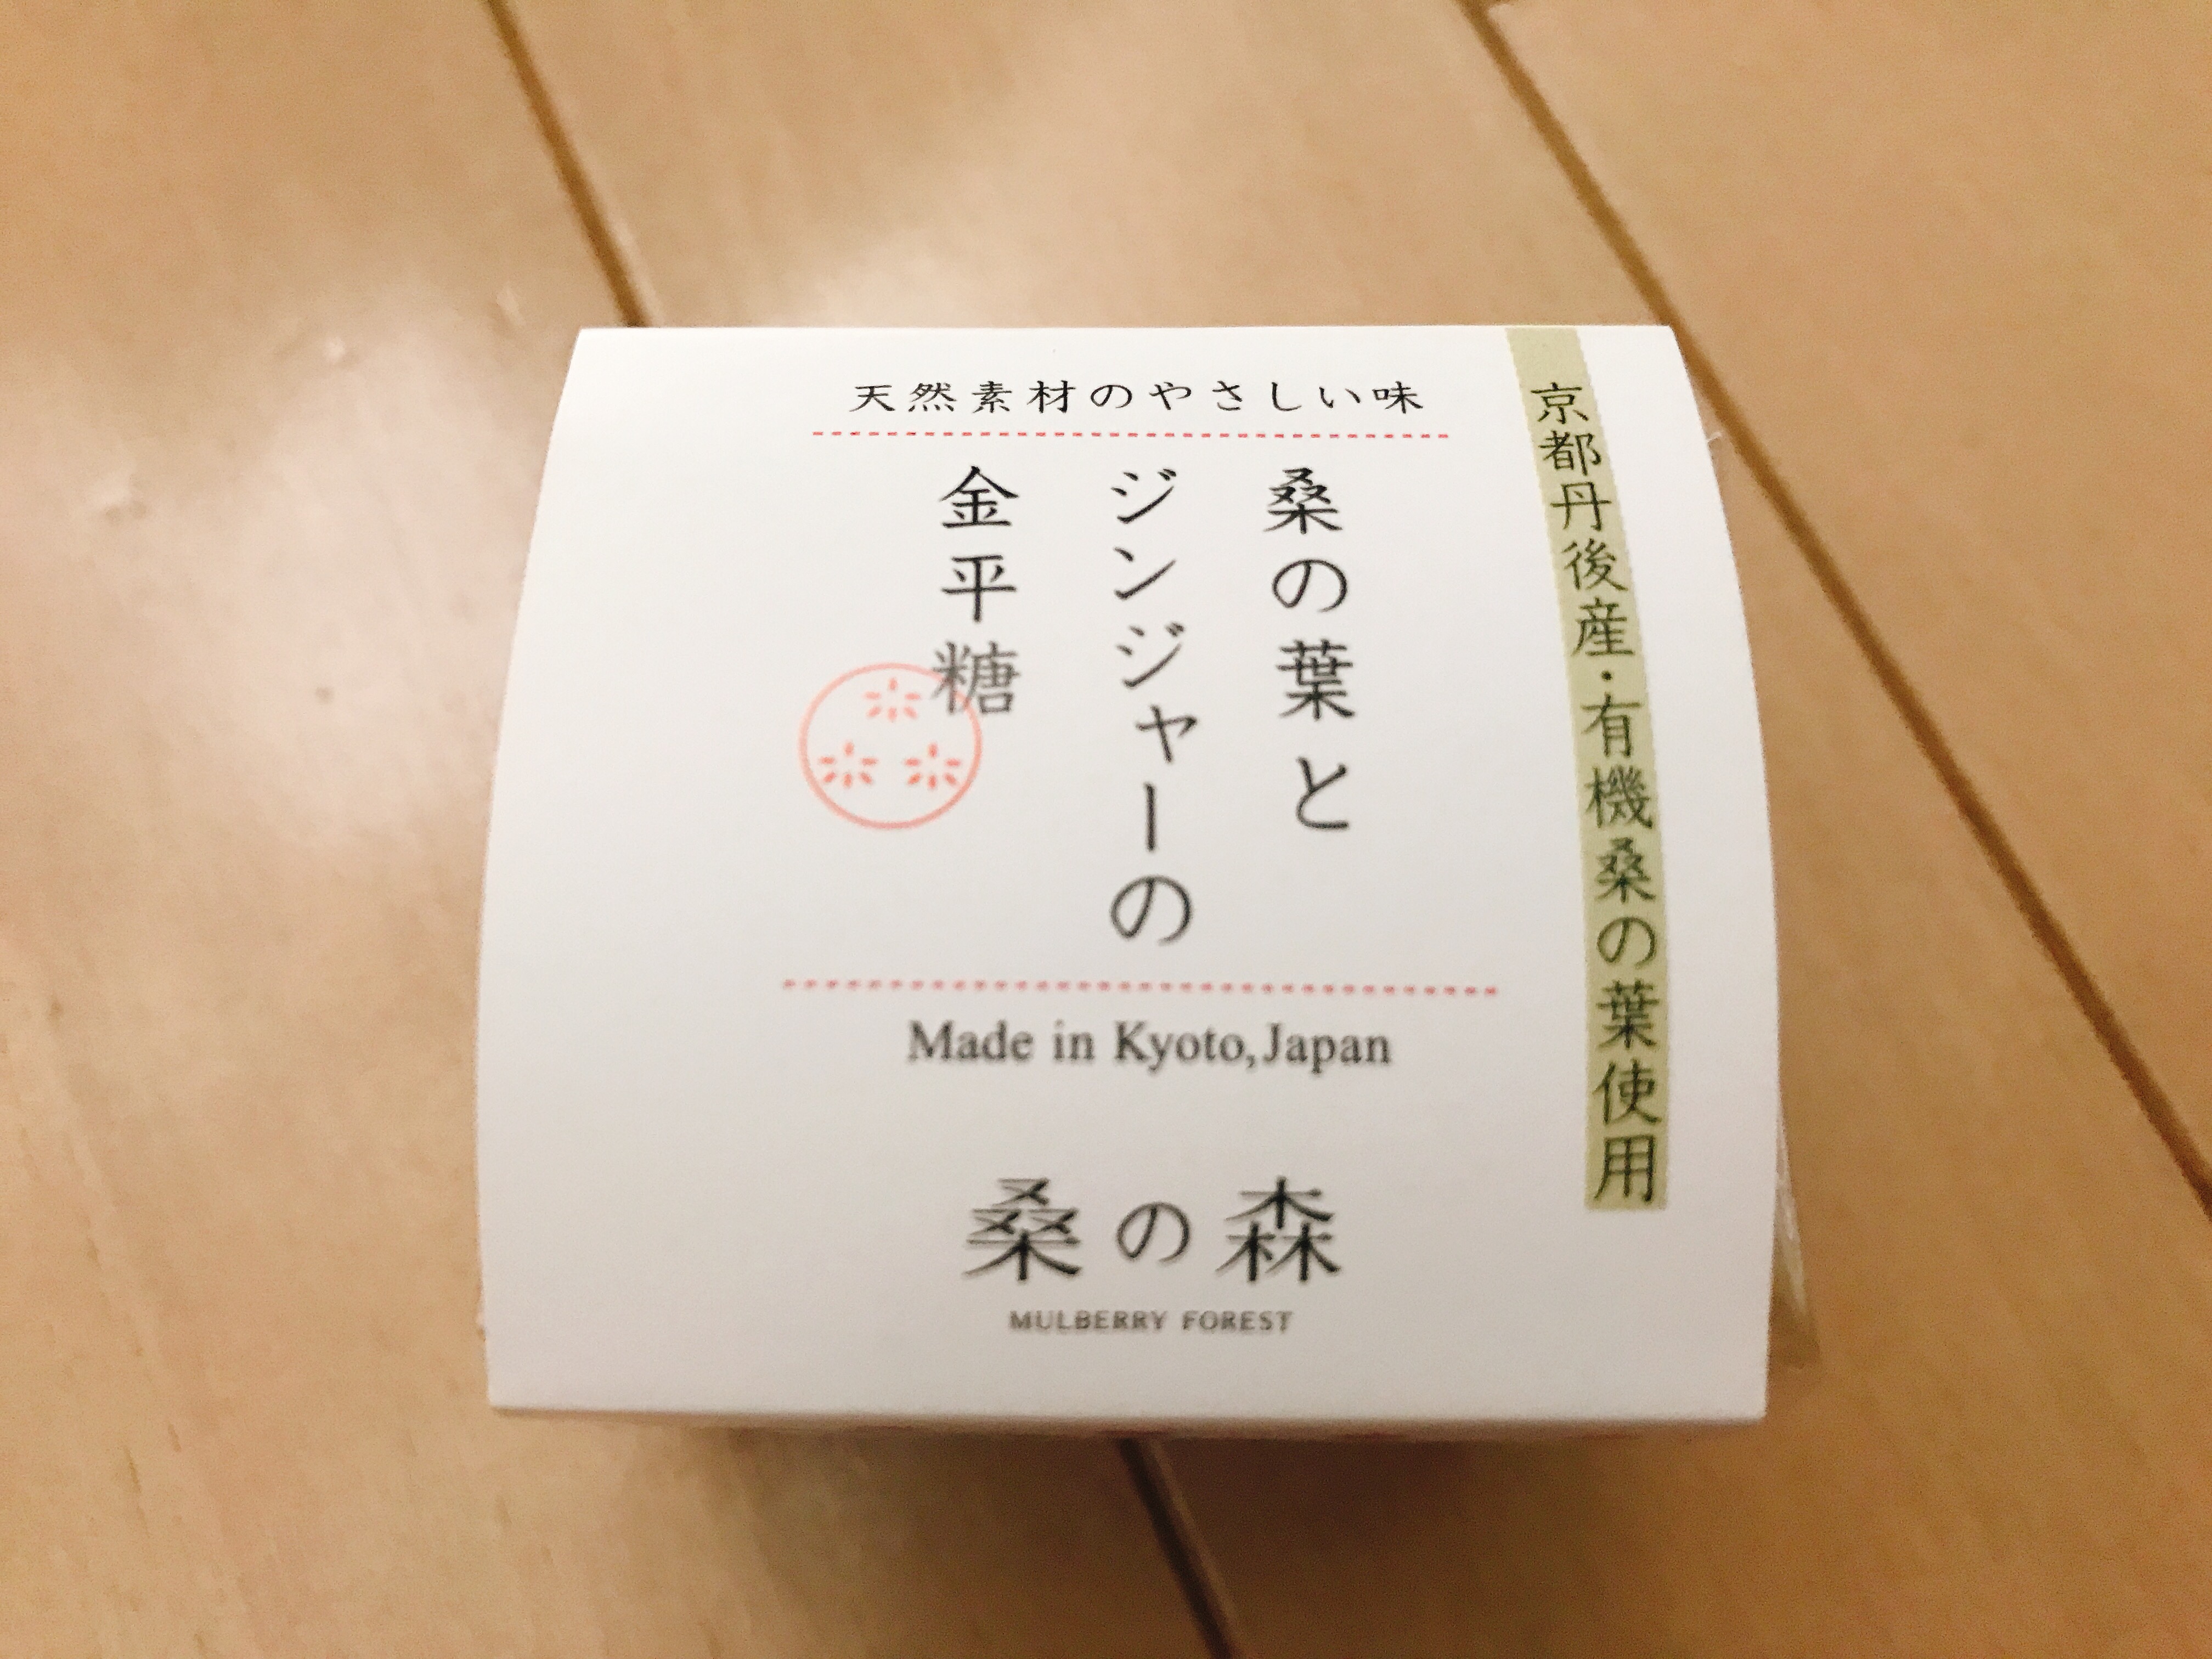 天然素材のやさしい味
桑の葉と
ジンジャーの
金平糖
Made in Kyoto,Japan
桑の森
MULBERRY FOREST
京都丹後産・有機桑の葉使用